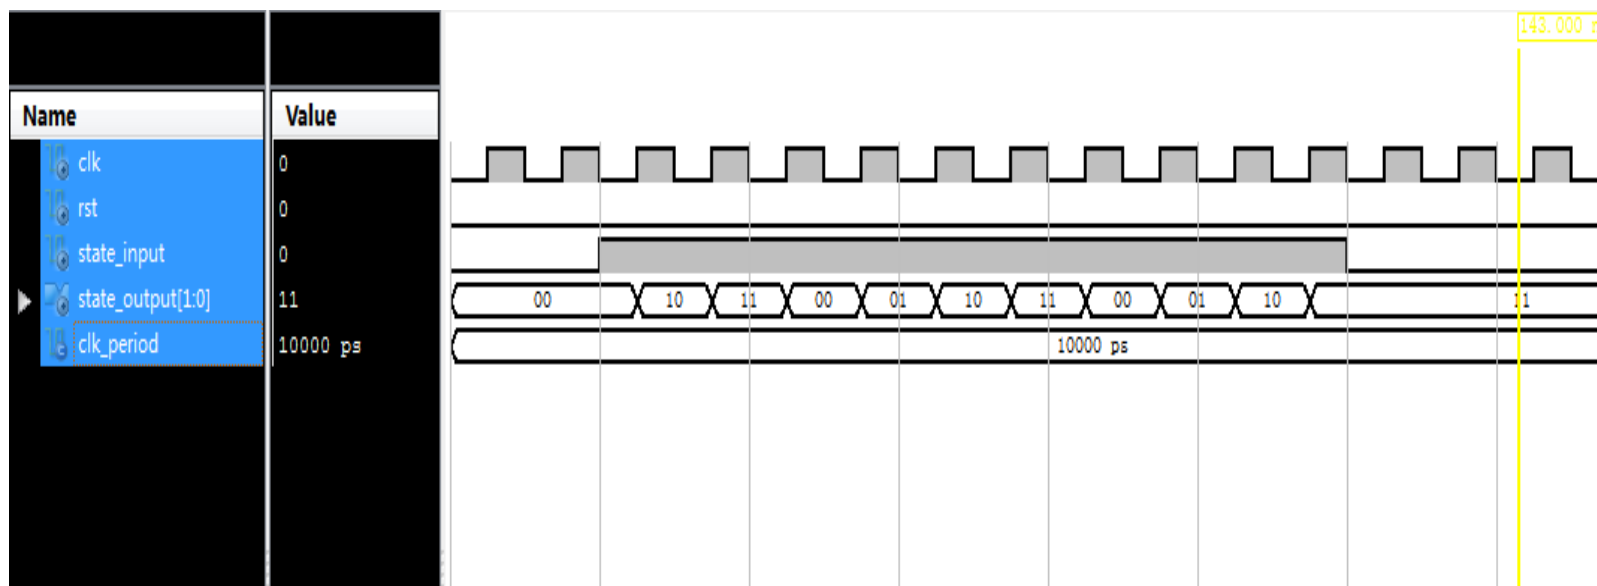 143.000 n
Name Value
clk 0
rst 0
state_input 0
state_output[1:0] 11 00 10 11 00 01 10 11 00 01 10 11
clk_period 10000 ps 10000 ps